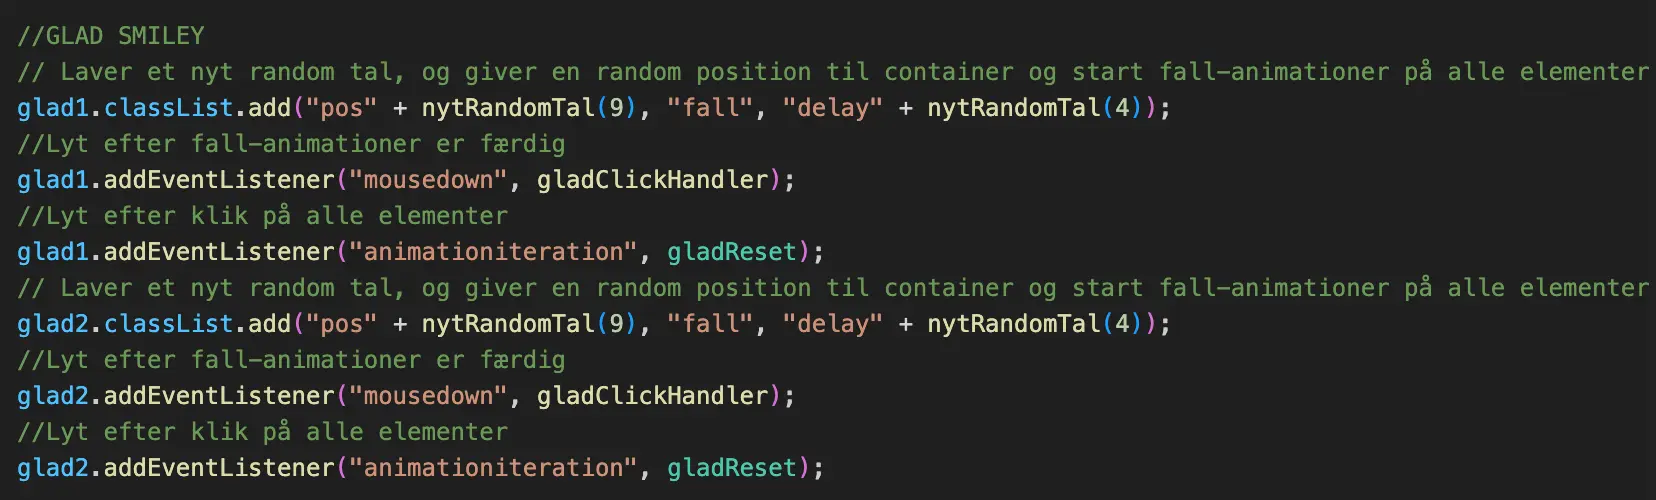 //GLAD SMILEY
// Laver et nyt random tal, og giver en random position til container og start fall-animationer på alle elementer
glad1.classList.add("pos" + nytRandomTal(9), "fall", "delay" + nytRandomTal(4));
//Lyt efter fall-animationer er færdig
glad1.addEventListener("mousedown", gladClickHandler);
//Lyt efter klik på alle elementer
glad1.addEventListener("animationiteration", gladReset);
// Laver et nyt random tal, og giver en random position til container og start fall-animationer på alle elementer
glad2.classList.add("pos" + nytRandomTal(9), "fall", "delay" + nytRandomTal(4));
//Lyt efter fall-animationer er færdig
glad2.addEventListener("mousedown", gladClickHandler);
//Lyt efter klik på alle elementer
glad2.addEventListener("animationiteration", gladReset);